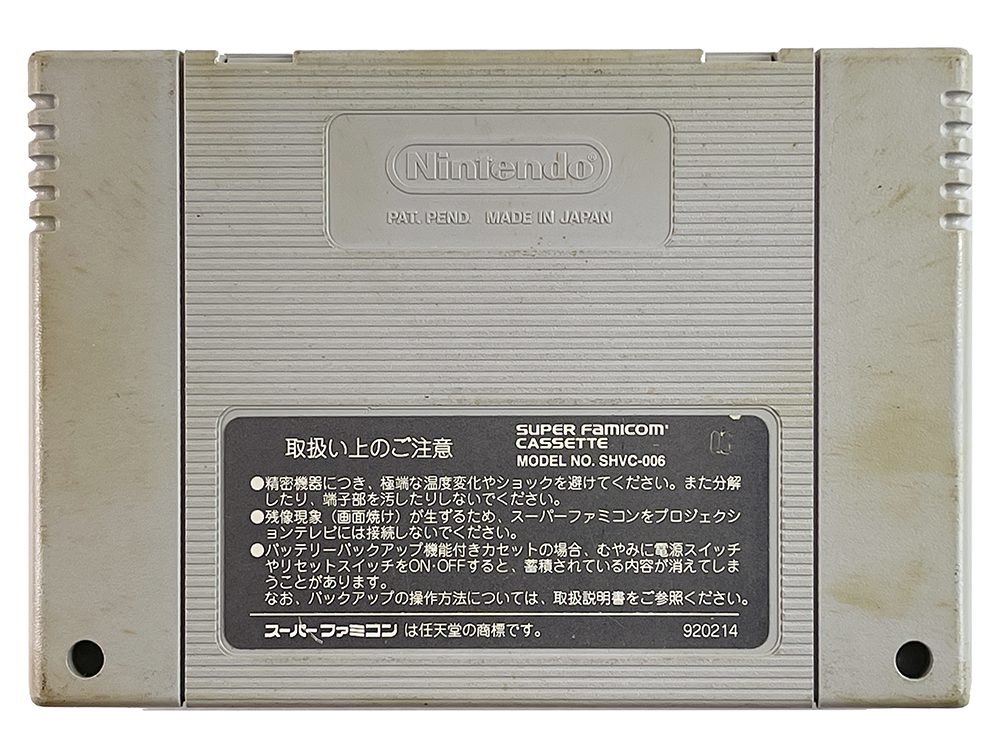 Nintendo®
PAT. PEND. MADE IN JAPAN
取扱い上のご注意
SUPER FAMICOM
CASSETTE
MODEL NO. SHVC-006
05
●精密機器につき、極端な温度変化やショックを避けてください。また分解
したり、端子部を汚したりしないでください。
●残像現象（画面焼け）が生ずるため、スーパーファミコンをプロジェクシ
ョンテレビには接続しないでください。
●バッテリーバックアップ機能付きカセットの場合、むやみに電源スイッチ
やリセットスイッチをON・OFFすると、蓄積されている内容が消えてしま
うことがあります。
なお、バックアップの操作方法については、取扱説明書をご参照ください。
スーパーファミコン は任天堂の商標です。
920214